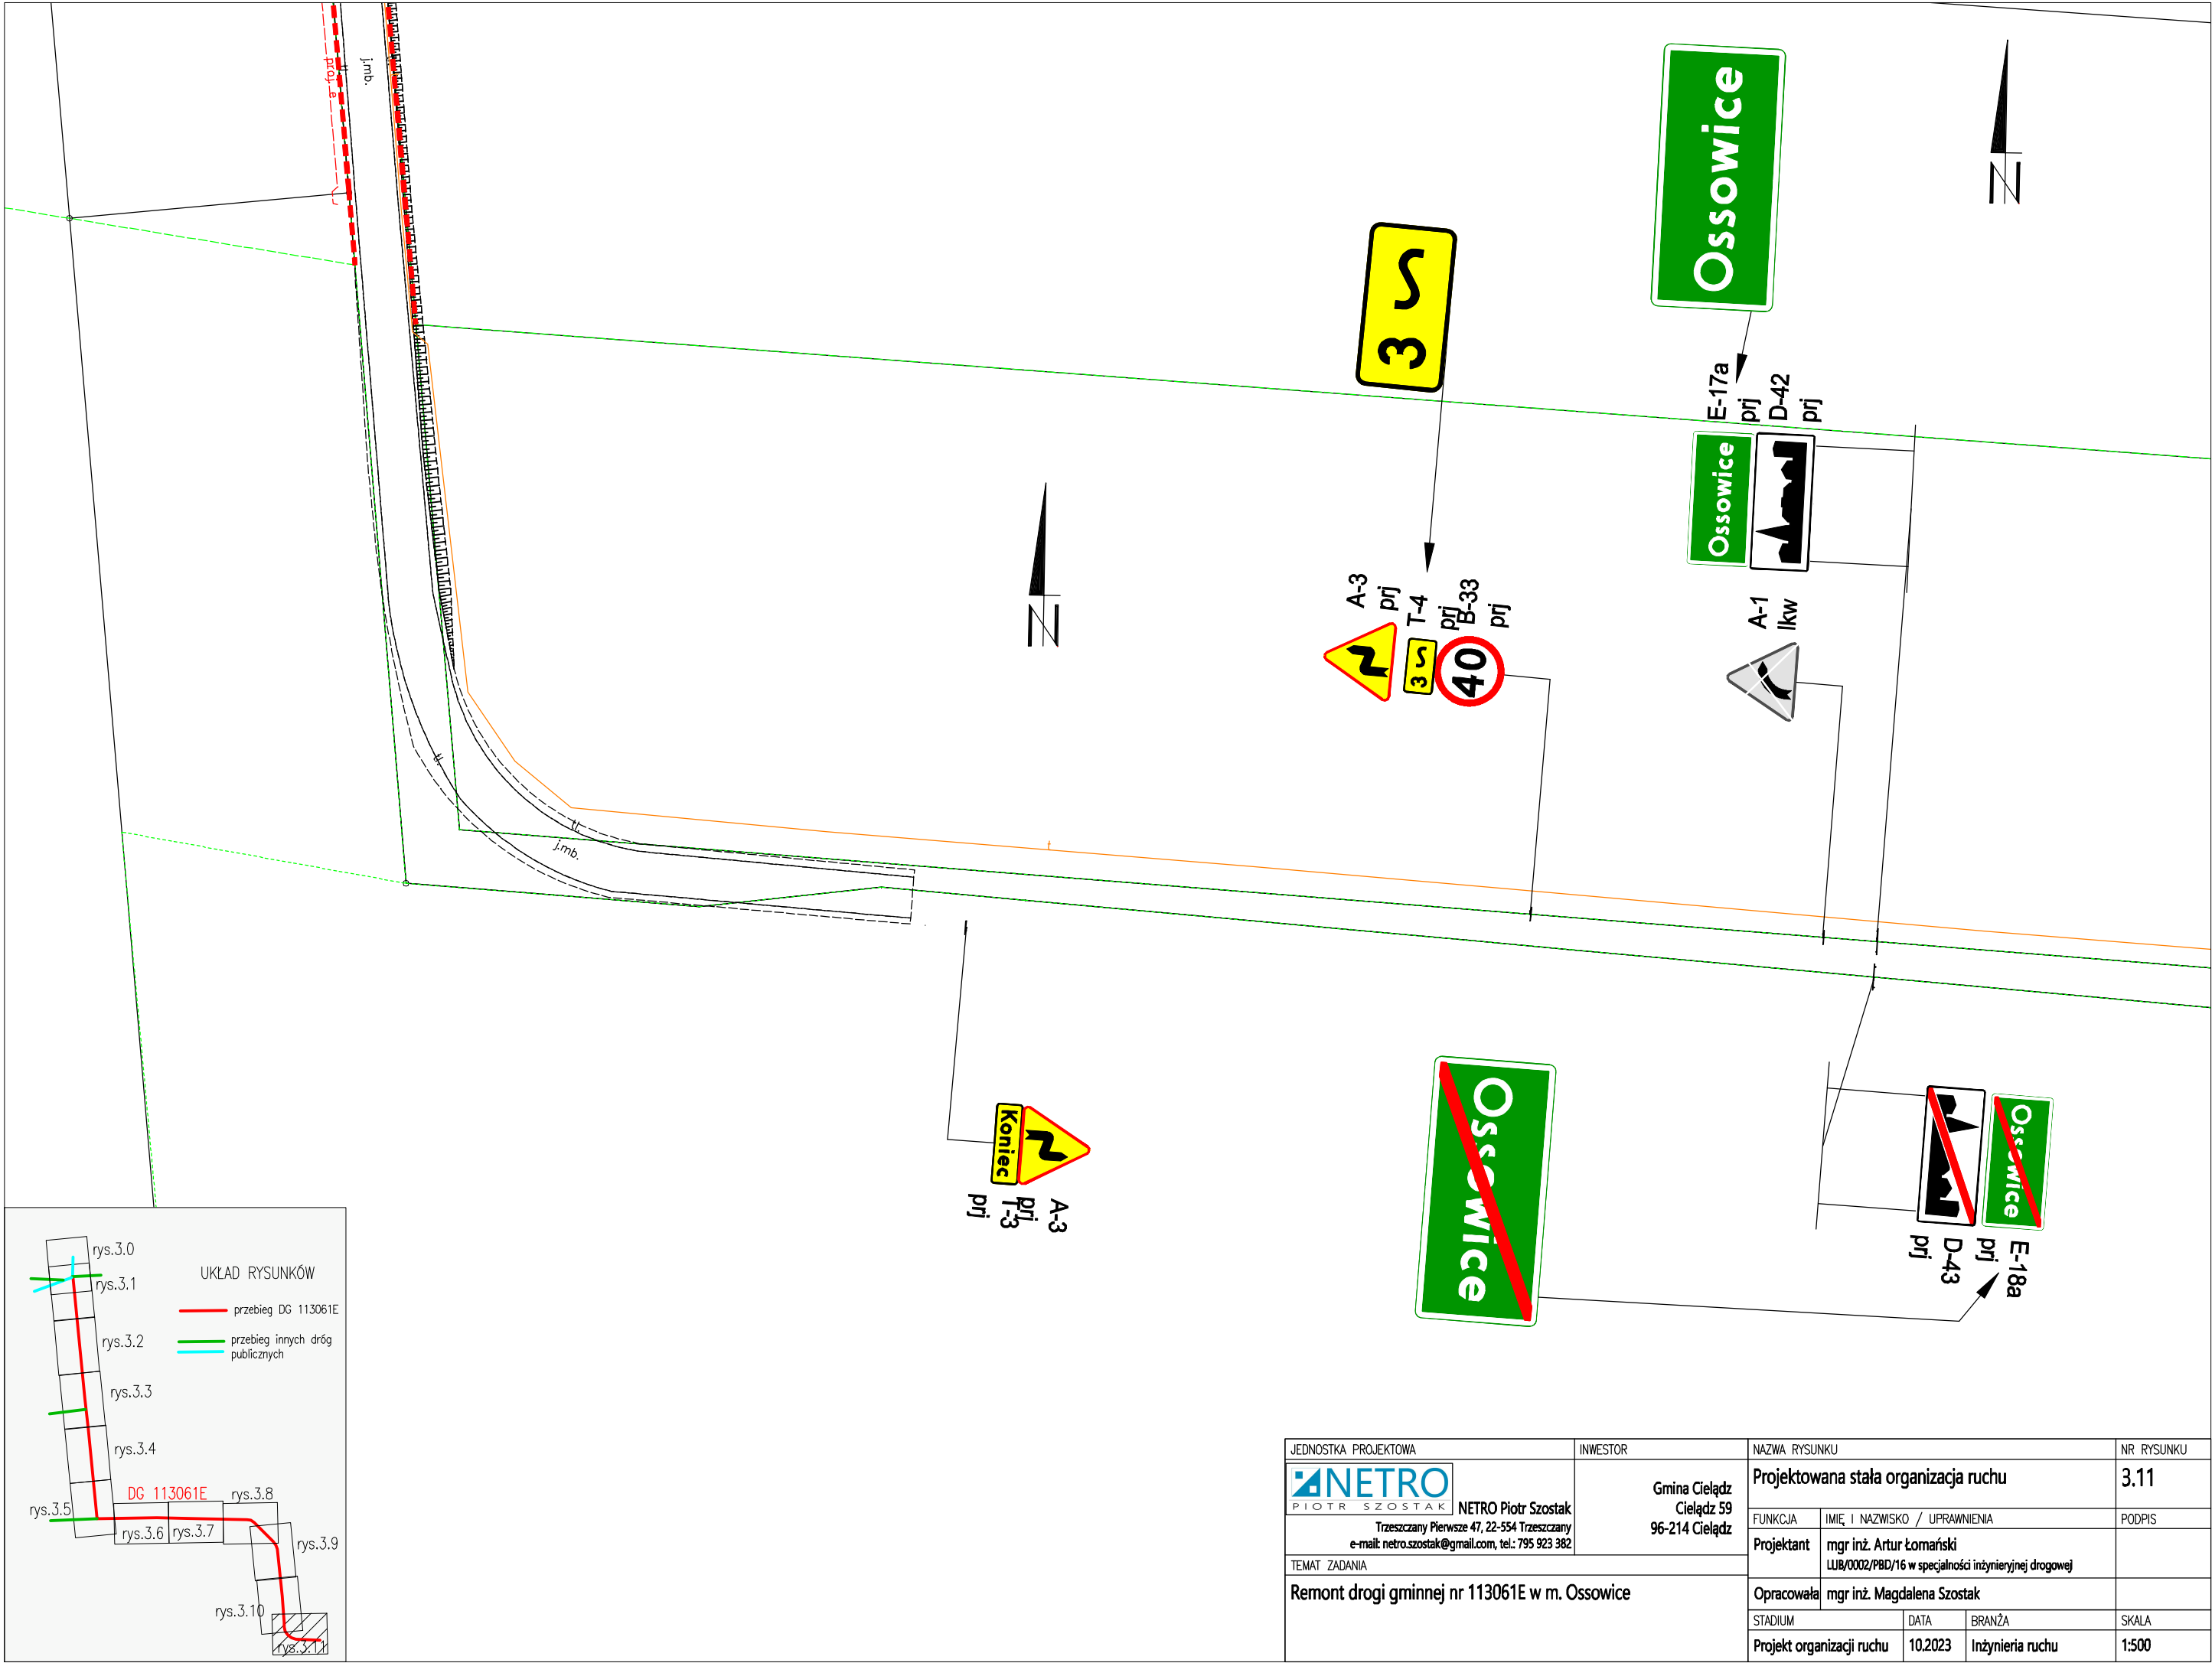 proj. e
tł.
j.mb.
Ossowice
N
3 S
E-17a
prj
D-42
prj
Ossowice
N
A-3
prj
T-4
prj
B-33
prj
3 S
40
A-1
lkw
tł.
tł.
j.mb.
t
Koniec
A-3
prj
T-3
prj
Ossowice
Ossowice
E-18a
prj
D-43
prj
UKŁAD RYSUNKÓW
przebieg DG 113061E
przebieg innych dróg
publicznych
rys.3.0
rys.3.1
rys.3.2
rys.3.3
rys.3.4
rys.3.5
DG 113061E
rys.3.6
rys.3.7
rys.3.8
rys.3.9
rys.3.10
rys.3.11
JEDNOSTKA PROJEKTOWA
NETRO
PIOTR SZOSTAK
NETRO Piotr Szostak
Trzeszczany Pierwsze 47, 22-554 Trzeszczany
e-mail: netro.szostak@gmail.com, tel.: 795 923 382
INWESTOR
Gmina Cielądz
Cielądz 59
96-214 Cielądz
TEMAT ZADANIA
Remont drogi gminnej nr 113061E w m. Ossowice
NAZWA RYSUNKU
Projektowana stała organizacja ruchu
NR RYSUNKU
3.11
FUNKCJA
IMIĘ I NAZWISKO / UPRAWNIENIA
PODPIS
Projektant
mgr inż. Artur Łomański
LUB/0002/PBD/16 w specjalności inżynieryjnej drogowej
Opracowała
mgr inż. Magdalena Szostak
STADIUM
DATA
BRANŻA
SKALA
Projekt organizacji ruchu
10.2023
Inżynieria ruchu
1:500